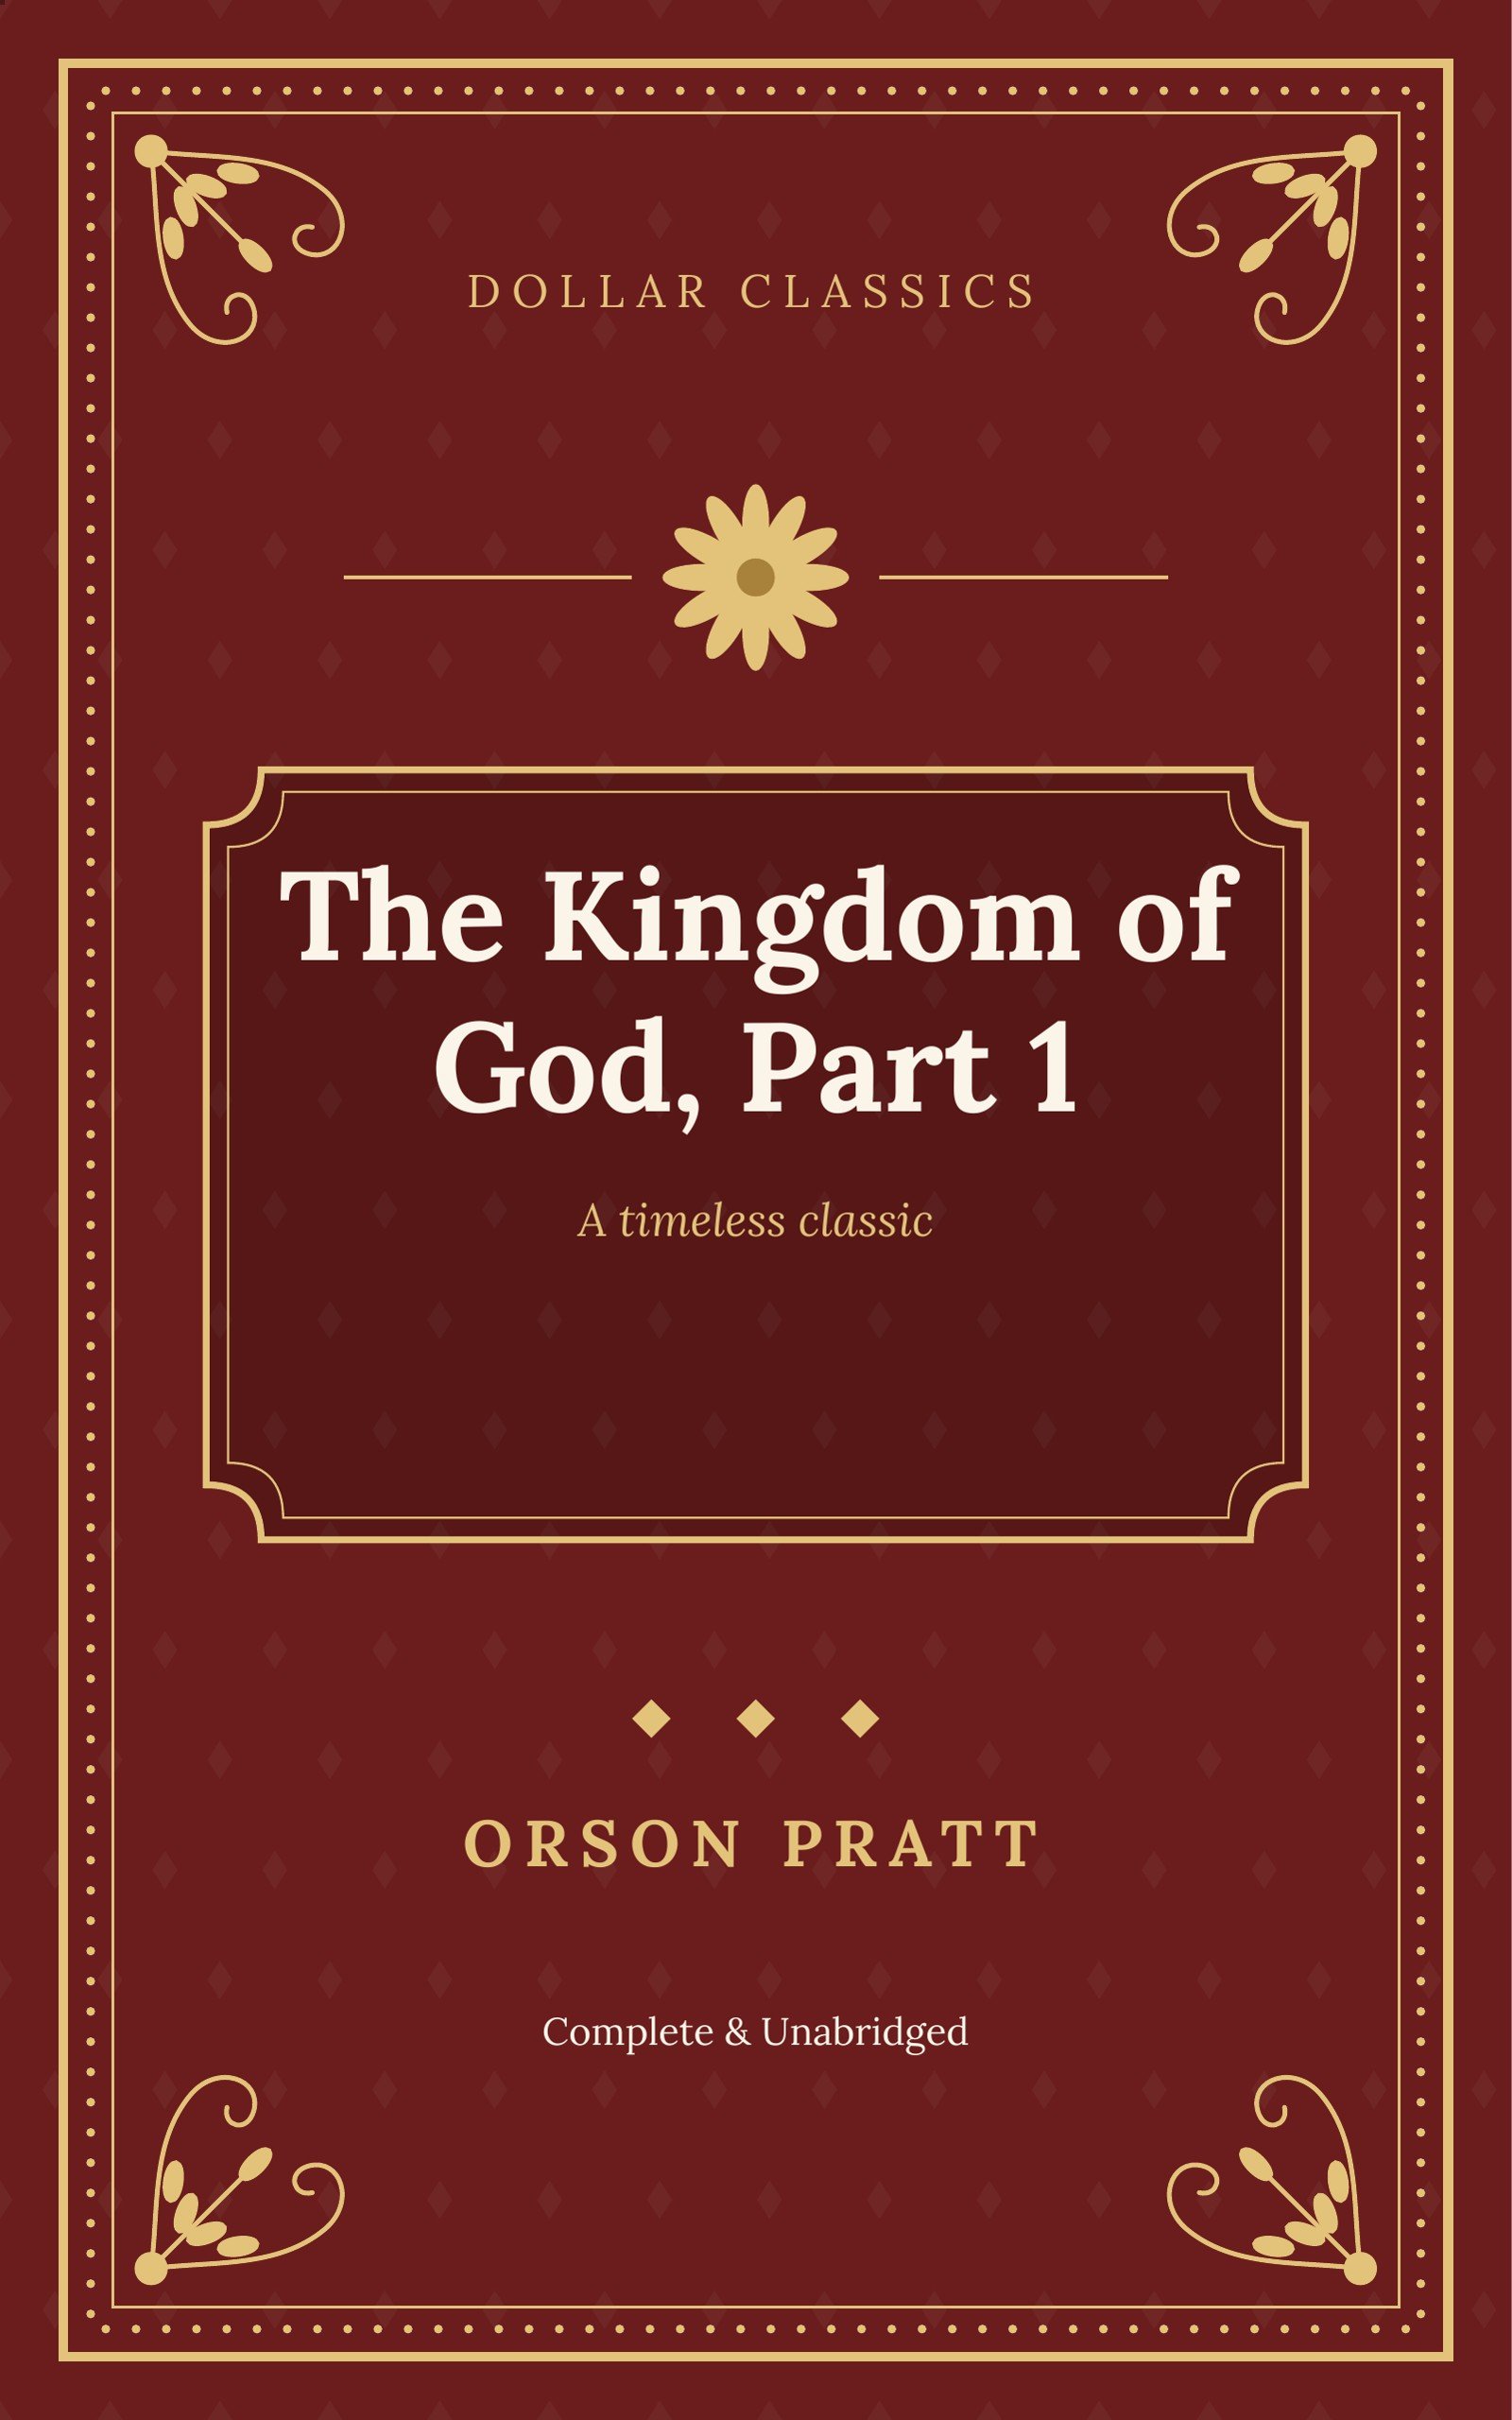 DOLLAR CLASSICS
The Kingdom of
God, Part 1
A timeless classic
ORSON PRATT
Complete & Unabridged